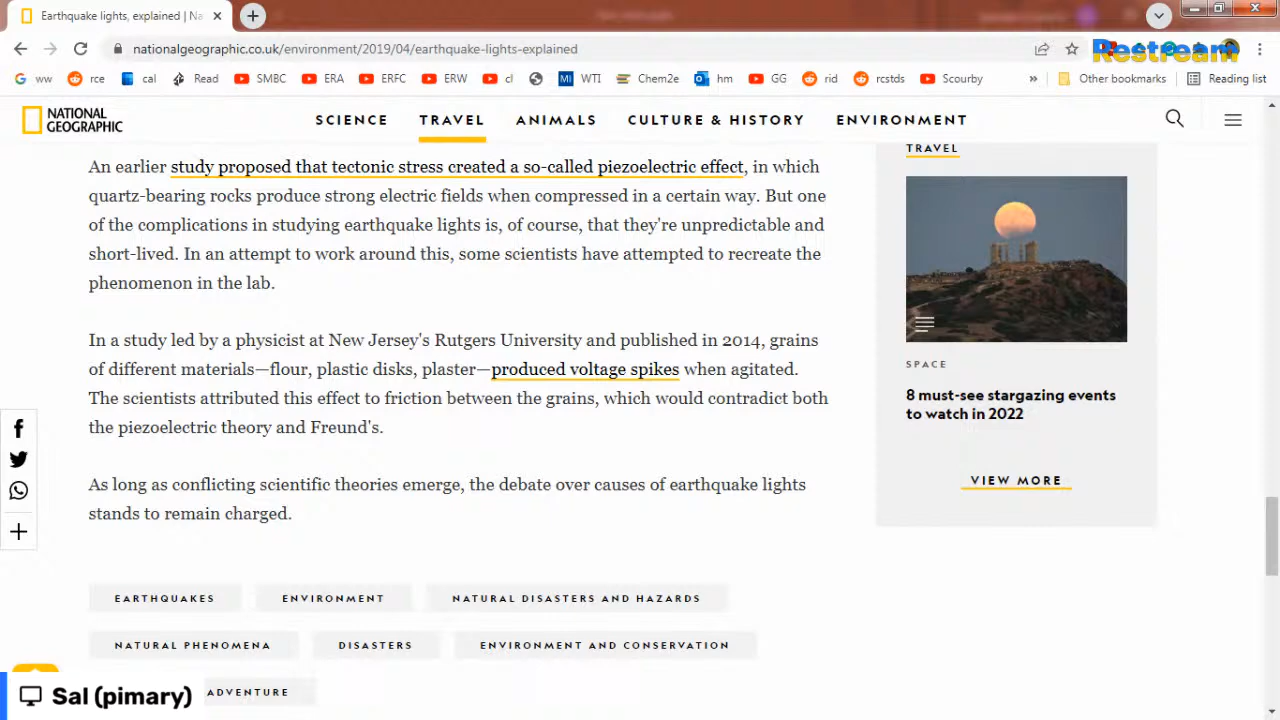 Earthquake lights, explained | Na
nationalgeographic.co.uk/environment/2019/04/earthquake-lights-explained
Restream
ww
rce
cal
Read
SMBC
ERA
ERFC
ERW
cl
WTI
Chem2e
hm
GG
rid
rcstds
Scourby
»
Other bookmarks
Reading list
NATIONAL
GEOGRAPHIC
SCIENCE
TRAVEL
ANIMALS
CULTURE & HISTORY
ENVIRONMENT
An earlier study proposed that tectonic stress created a so-called piezoelectric effect, in which
quartz-bearing rocks produce strong electric fields when compressed in a certain way. But one
of the complications in studying earthquake lights is, of course, that they're unpredictable and
short-lived. In an attempt to work around this, some scientists have attempted to recreate the
phenomenon in the lab.
In a study led by a physicist at New Jersey's Rutgers University and published in 2014, grains
of different materials—flour, plastic disks, plaster—produced voltage spikes when agitated.
The scientists attributed this effect to friction between the grains, which would contradict both
the piezoelectric theory and Freund's.
As long as conflicting scientific theories emerge, the debate over causes of earthquake lights
stands to remain charged.
TRAVEL
SPACE
8 must-see stargazing events
to watch in 2022
VIEW MORE
EARTHQUAKES
ENVIRONMENT
NATURAL DISASTERS AND HAZARDS
NATURAL PHENOMENA
DISASTERS
ENVIRONMENT AND CONSERVATION
ADVENTURE
Sal (pimary)